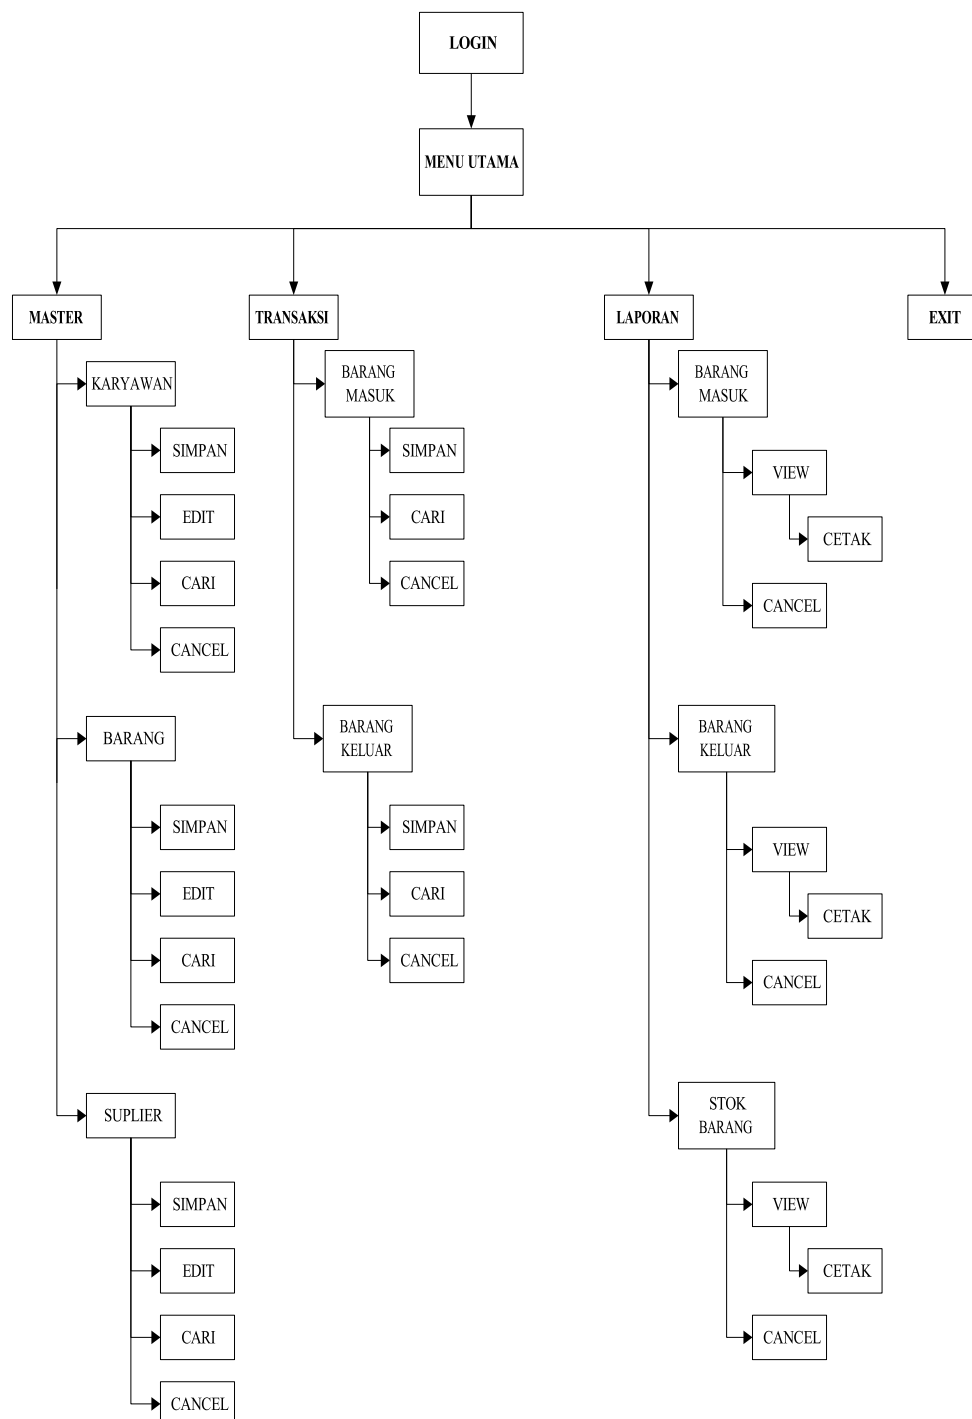 LOGIN
MENU UTAMA
MASTER
TRANSAKSI
LAPORAN
EXIT
KARYAWAN
SIMPAN
EDIT
CARI
CANCEL
BARANG
SIMPAN
EDIT
CARI
CANCEL
SUPLIER
SIMPAN
EDIT
CARI
CANCEL
BARANG
MASUK
SIMPAN
CARI
CANCEL
BARANG
KELUAR
SIMPAN
CARI
CANCEL
BARANG
MASUK
VIEW
CETAK
CANCEL
BARANG
KELUAR
VIEW
CETAK
CANCEL
STOK
BARANG
VIEW
CETAK
CANCEL